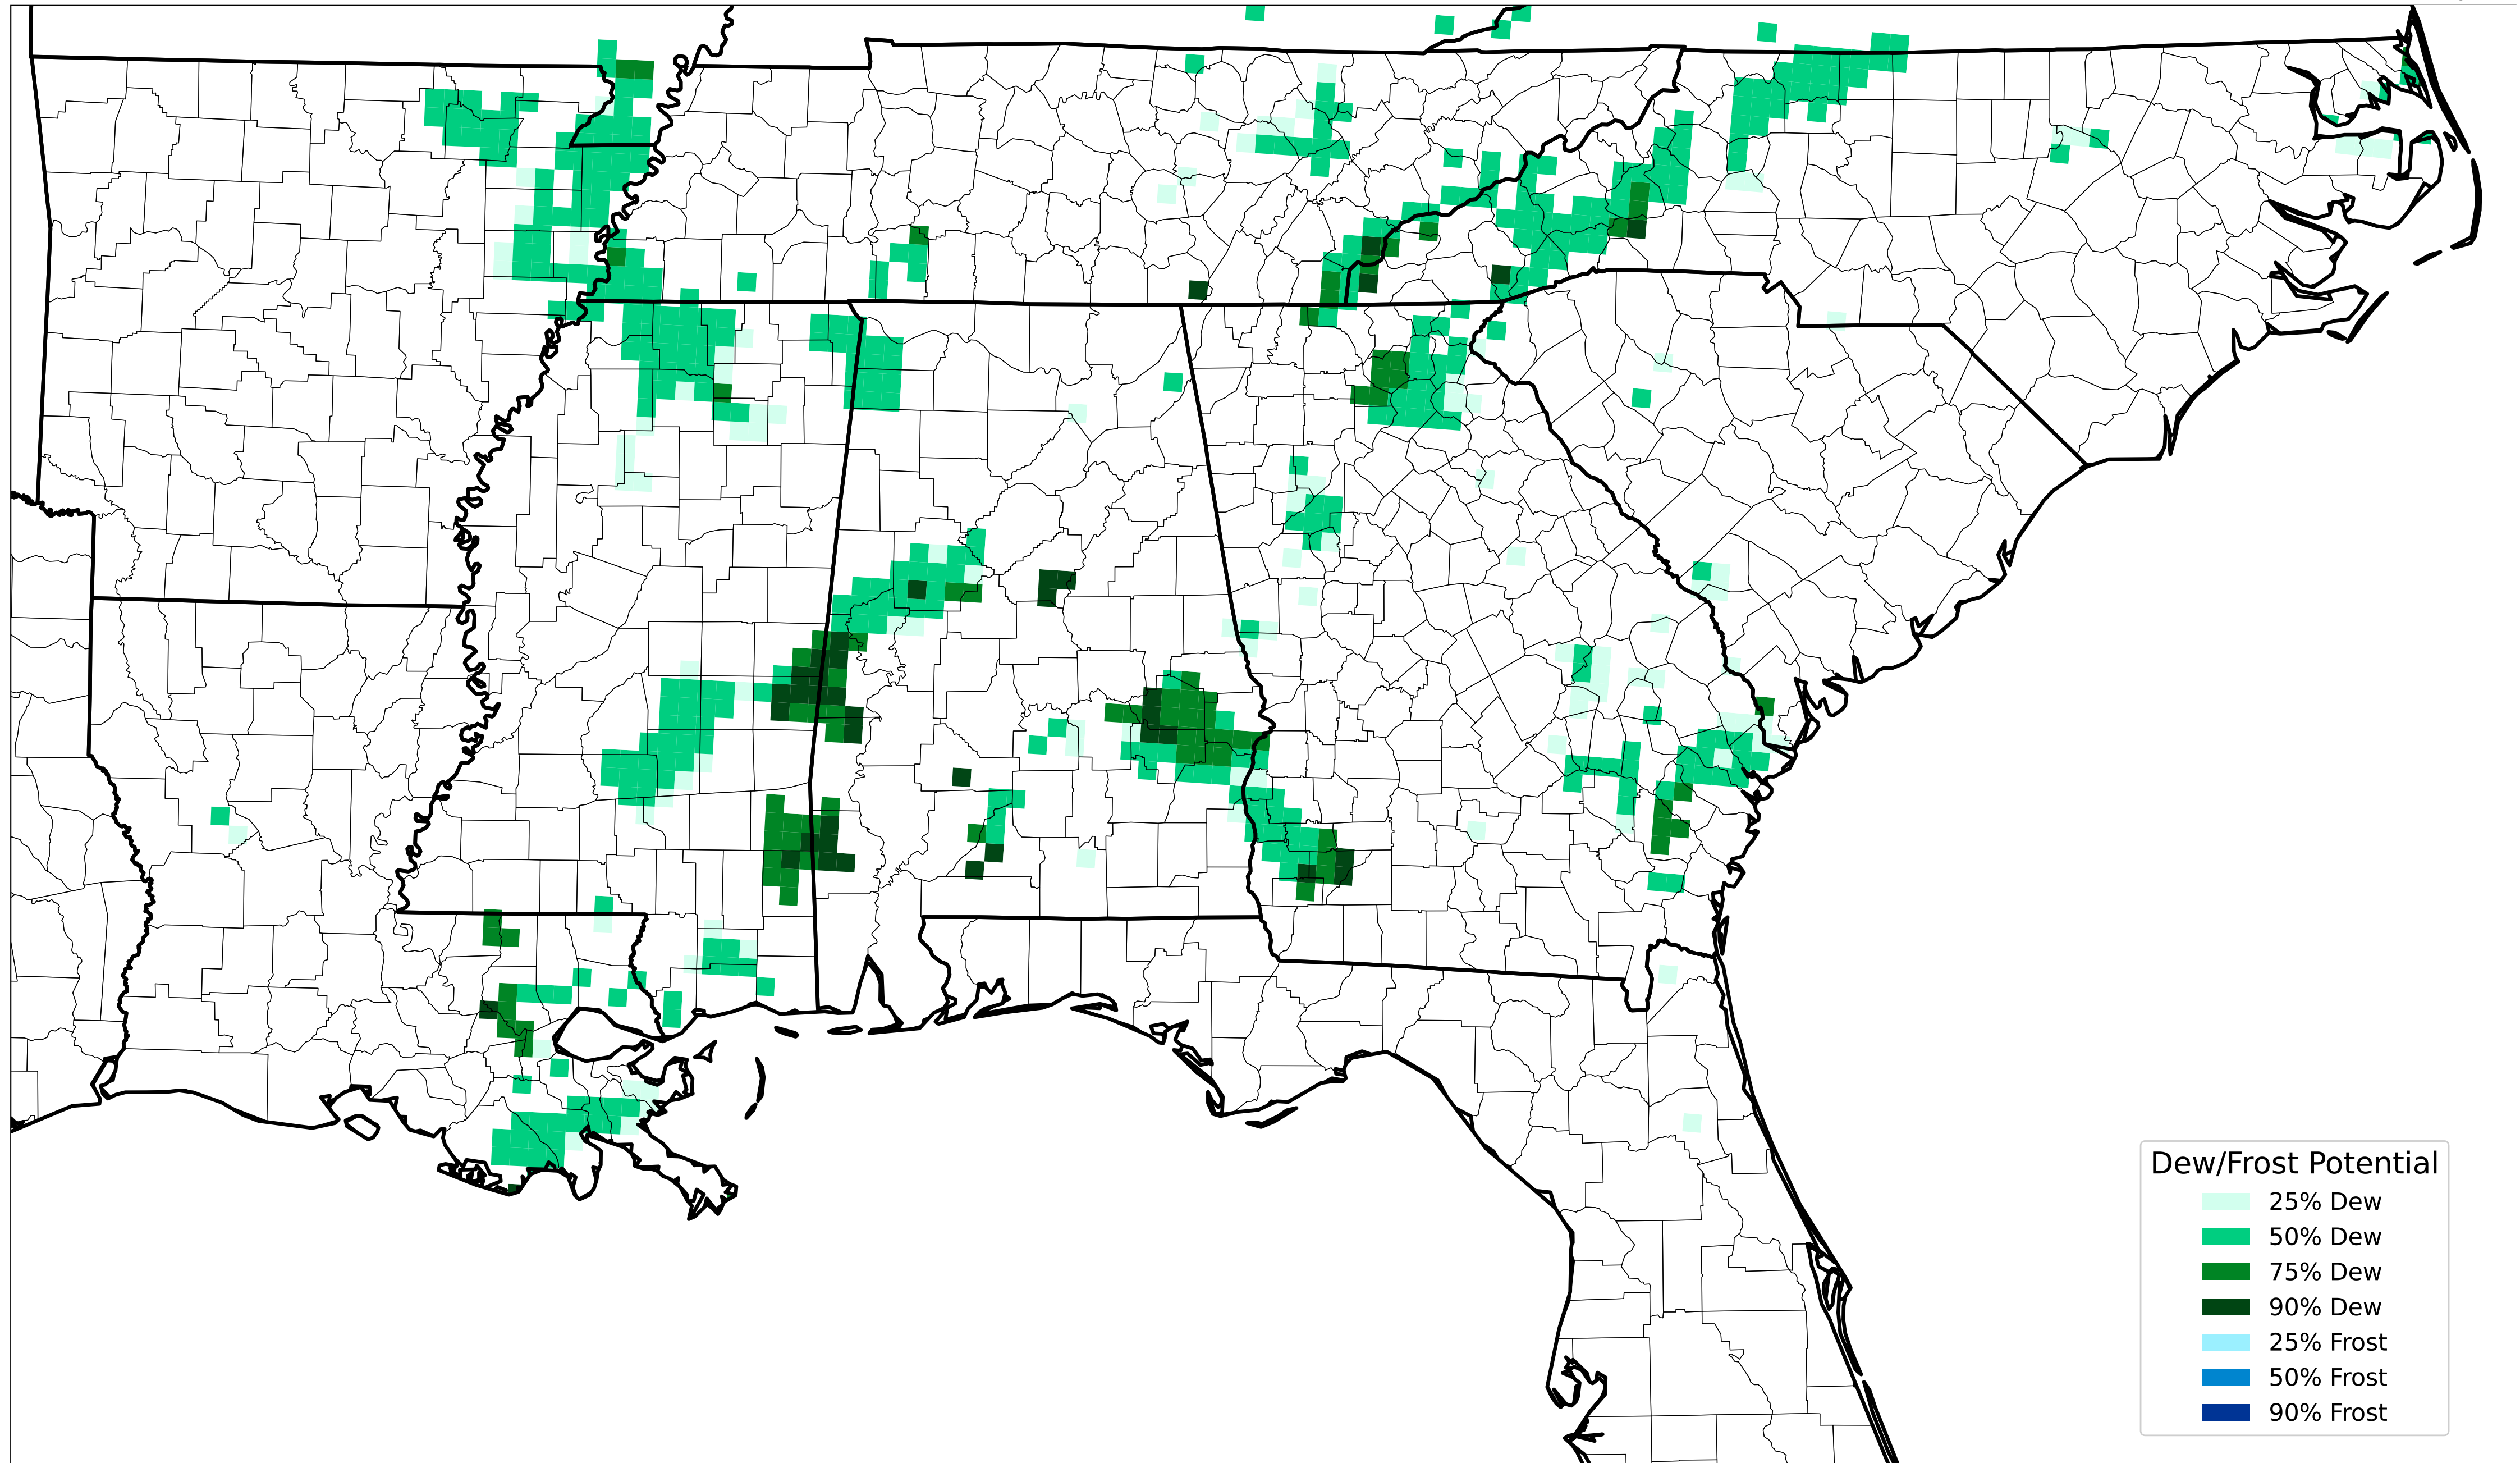 Dew/Frost Potential
25% Dew
50% Dew
75% Dew
90% Dew
25% Frost
50% Frost
90% Frost